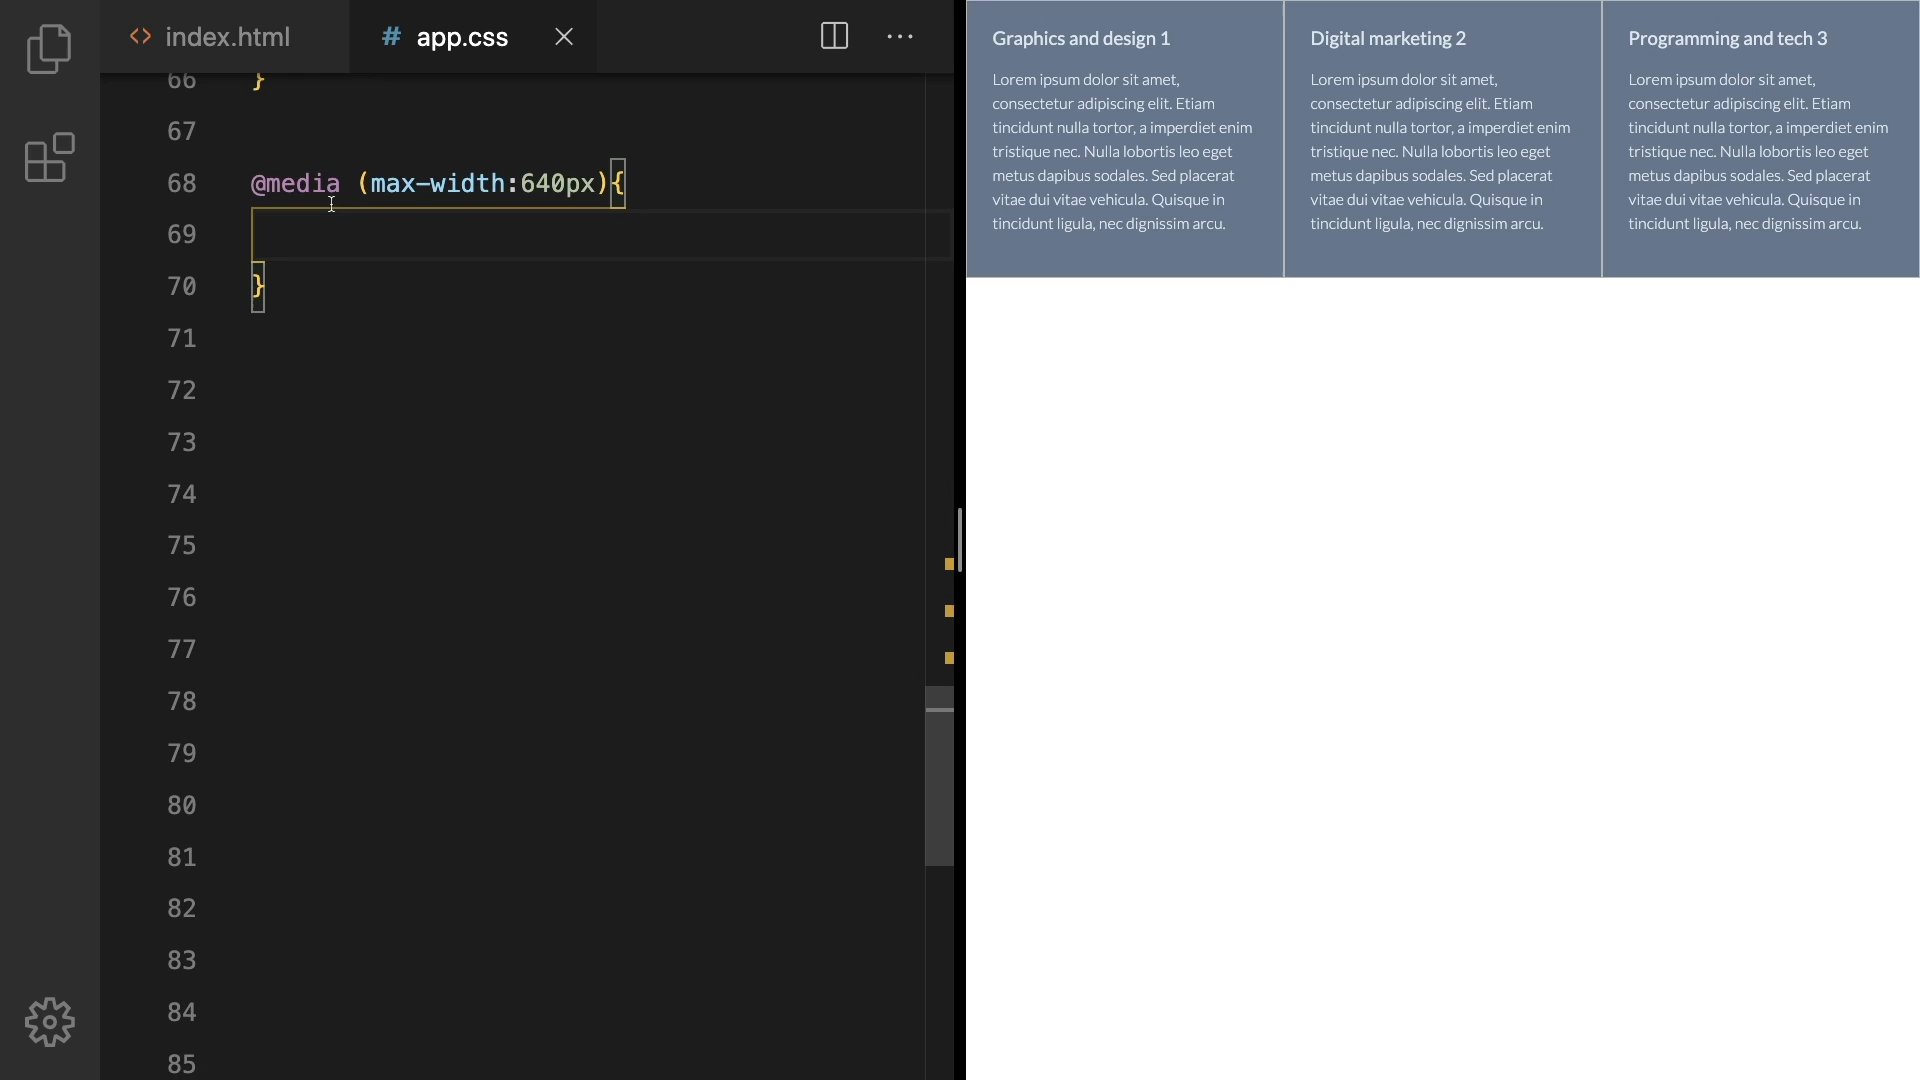 index.html
# app.css
66 }
67
68 @media (max-width:640px){
69
70 }
71
72
73
74
75
76
77
78
79
80
81
82
83
84
85
Graphics and design 1
Lorem ipsum dolor sit amet,
consectetur adipiscing elit. Etiam
tincidunt nulla tortor, a imperdiet enim
tristique nec. Nulla lobortis leo eget
metus dapibus sodales. Sed placerat
vitae dui vitae vehicula. Quisque in
tincidunt ligula, nec dignissim arcu.
Digital marketing 2
Lorem ipsum dolor sit amet,
consectetur adipiscing elit. Etiam
tincidunt nulla tortor, a imperdiet enim
tristique nec. Nulla lobortis leo eget
metus dapibus sodales. Sed placerat
vitae dui vitae vehicula. Quisque in
tincidunt ligula, nec dignissim arcu.
Programming and tech 3
Lorem ipsum dolor sit amet,
consectetur adipiscing elit. Etiam
tincidunt nulla tortor, a imperdiet enim
tristique nec. Nulla lobortis leo eget
metus dapibus sodales. Sed placerat
vitae dui vitae vehicula. Quisque in
tincidunt ligula, nec dignissim arcu.